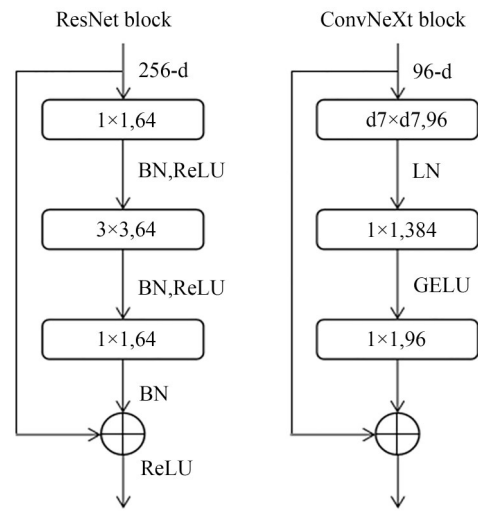 ResNet block
256-d
1×1,64
BN,ReLU
3×3,64
BN,ReLU
1×1,64
BN
ReLU
ConvNeXt block
96-d
d7×d7,96
LN
1×1,384
GELU
1×1,96